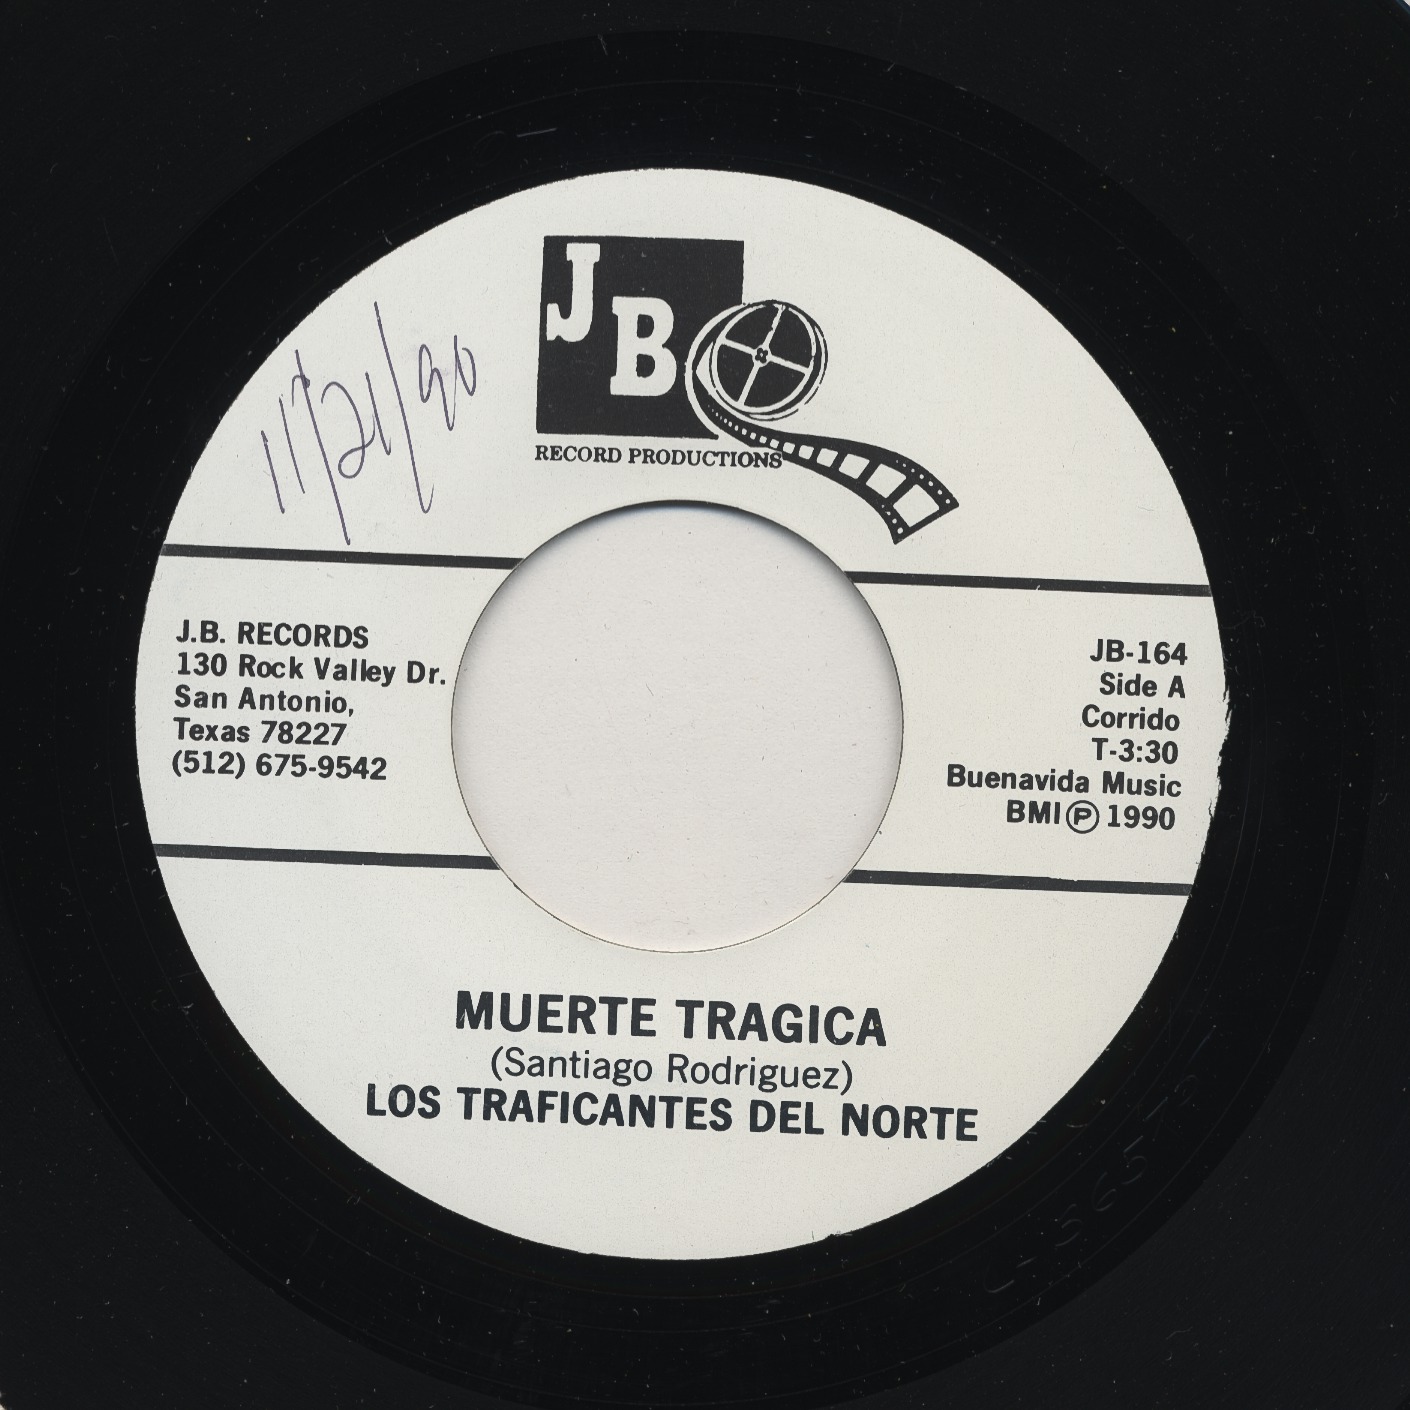 JB
RECORD PRODUCTIONS
11/21/90
J.B. RECORDS
130 Rock Valley Dr.
San Antonio,
Texas 78227
(512) 675-9542
JB-164
Side A
Corrido
T-3:30
Buenavida Music
BMI Ⓟ 1990
MUERTE TRAGICA
(Santiago Rodriguez)
LOS TRAFICANTES DEL NORTE